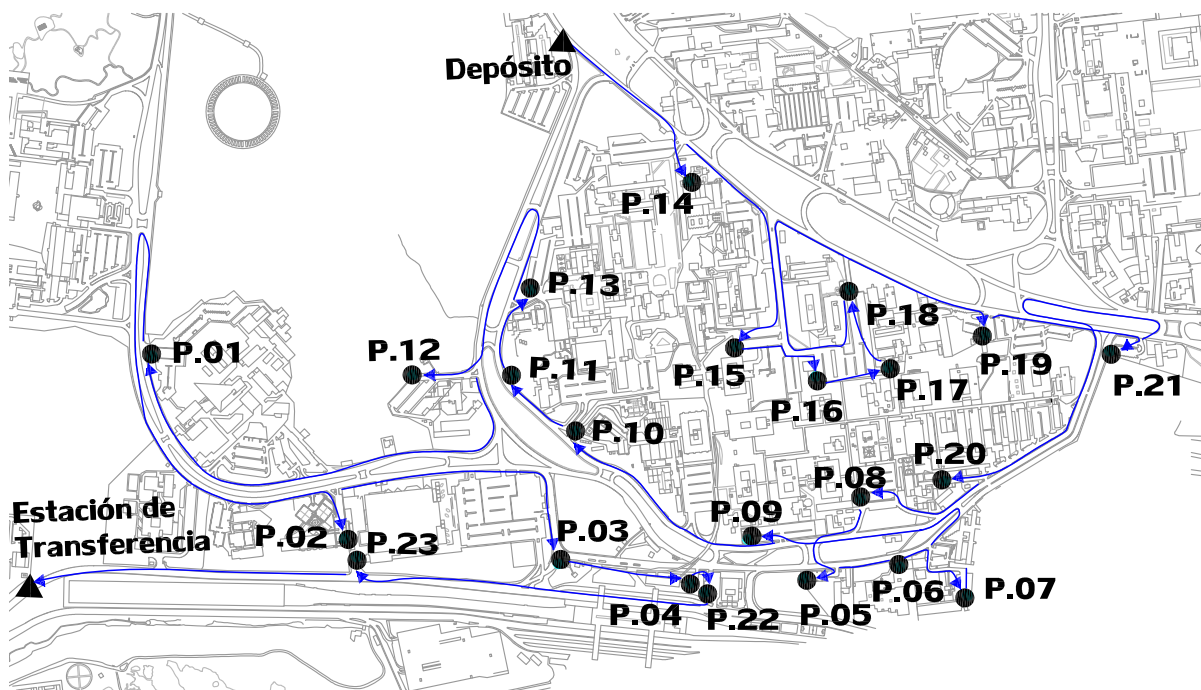 Depósito
P.14
P.13
P.18
P.01
P.12
P.11
P.15
P.19
P.21
P.16
P.17
P.10
P.20
P.08
Estación de
Transferencia
P.02
P.23
P.03
P.09
P.04
P.22
P.05
P.06
P.07